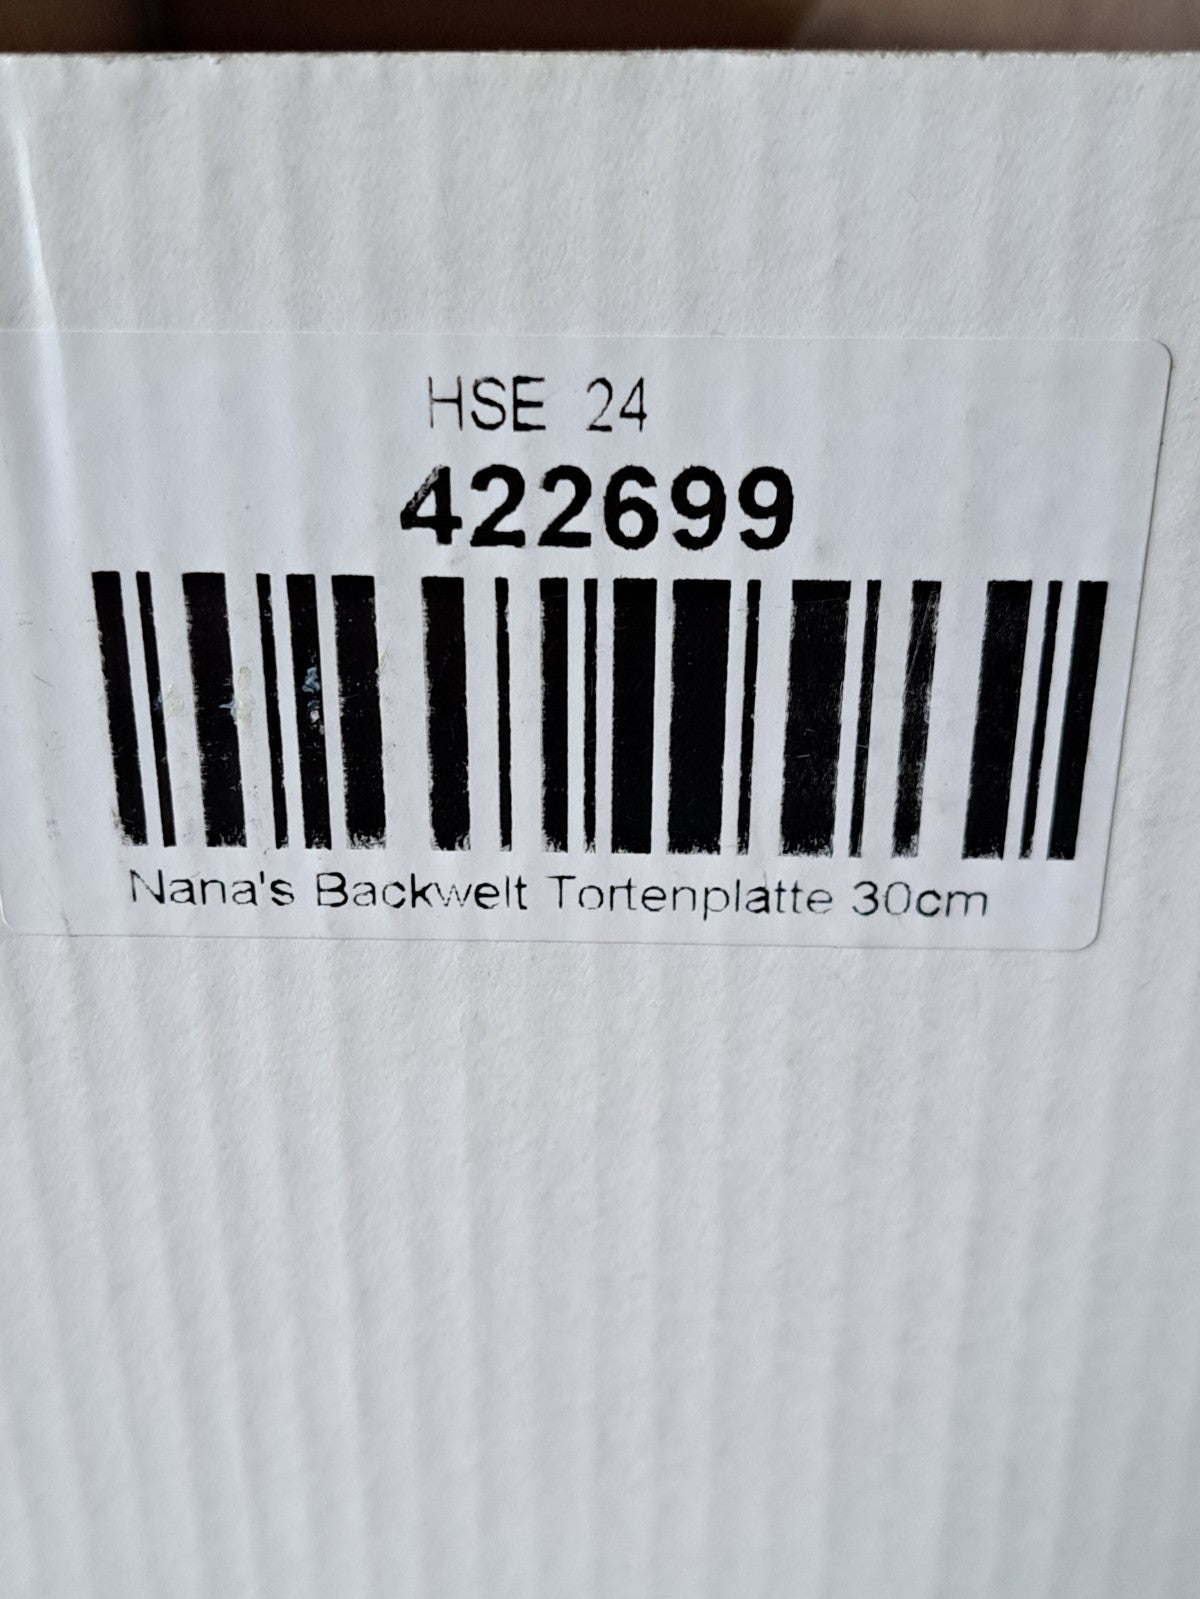 HSE 24
422699
Nana's Backwelt Tortenplatte 30cm